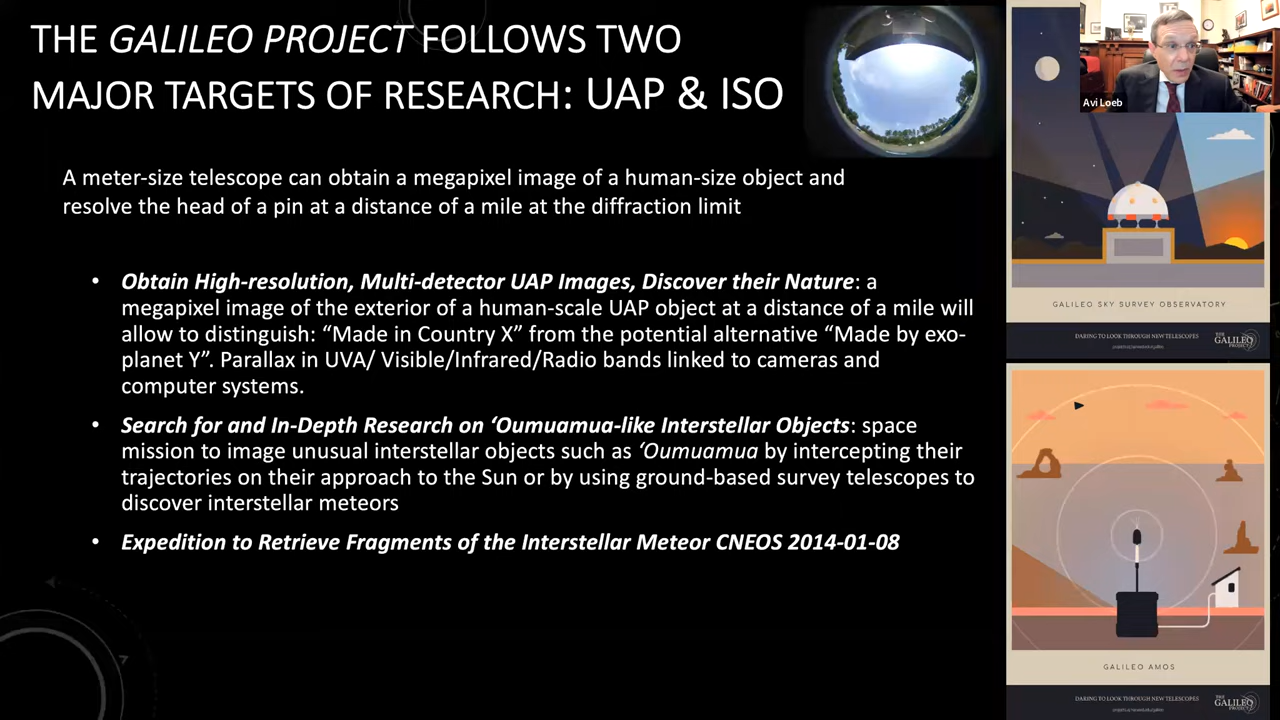 THE GALILEO PROJECT FOLLOWS TWO
MAJOR TARGETS OF RESEARCH: UAP & ISO
A meter-size telescope can obtain a megapixel image of a human-size object and
resolve the head of a pin at a distance of a mile at the diffraction limit
• Obtain High-resolution, Multi-detector UAP Images, Discover their Nature: a
megapixel image of the exterior of a human-scale UAP object at a distance of a mile will
allow to distinguish: “Made in Country X” from the potential alternative “Made by exo-
planet Y”. Parallax in UVA/ Visible/Infrared/Radio bands linked to cameras and
computer systems.
• Search for and In-Depth Research on ‘Oumuamua-like Interstellar Objects: space
mission to image unusual interstellar objects such as ‘Oumuamua by intercepting their
trajectories on their approach to the Sun or by using ground-based survey telescopes to
discover interstellar meteors
• Expedition to Retrieve Fragments of the Interstellar Meteor CNEOS 2014-01-08
Avi Loeb
GALILEO SKY SURVEY OBSERVATORY
DARING TO LOOK THROUGH NEW TELESCOPES
THE
GALILEO
PROJECT
GALILEO AMOS
DARING TO LOOK THROUGH NEW TELESCOPES
THE
GALILEO
PROJECT